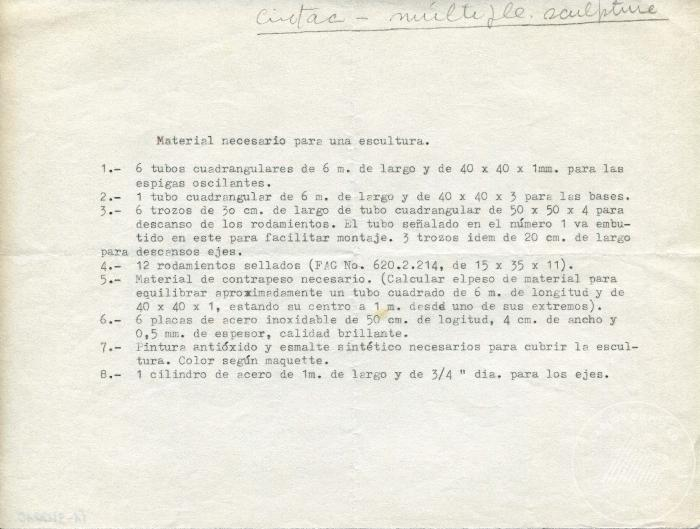 múltiple sculpture
Material necesario para una escultura.
1.- 6 tubos cuadrangulares de 6 m. de largo y de 40 x 40 x 1mm. para las
espigas oscilantes.
2.- 1 tubo cuadrangular de 6 m. de largo y de 40 x 40 x 3 para las bases.
3.- 6 trozos de 30 cm. de largo de tubo cuadrangular de 50 x 50 x 4 para
descanso de los rodamientos. El tubo señalado en el número 1 va embu-
tido en este para facilitar montaje. 3 trozos idem de 20 cm. de largo
para descansos ejes.
4.- 12 rodamientos sellados (FAG No. 620.2.214, de 15 x 35 x 11).
5.- Material de contrapeso necesario. (Calcular elpeso de material para
equilibrar aproximadamente un tubo cuadrado de 6 m. de longitud y de
40 x 40 x 1, estando su centro a 1 m. desde uno de sus extremos).
6.- 6 placas de acero inoxidable de 50 cm. de logitud, 4 cm. de ancho y
0,5 mm. de espesor, calidad brillante.
7.- Pintura antióxido y esmalte sintético necesarios para cubrir la escul-
tura. Color según maquette.
8.- 1 cilindro de acero de 1m. de largo y de 3/4 " dia. para los ejes.